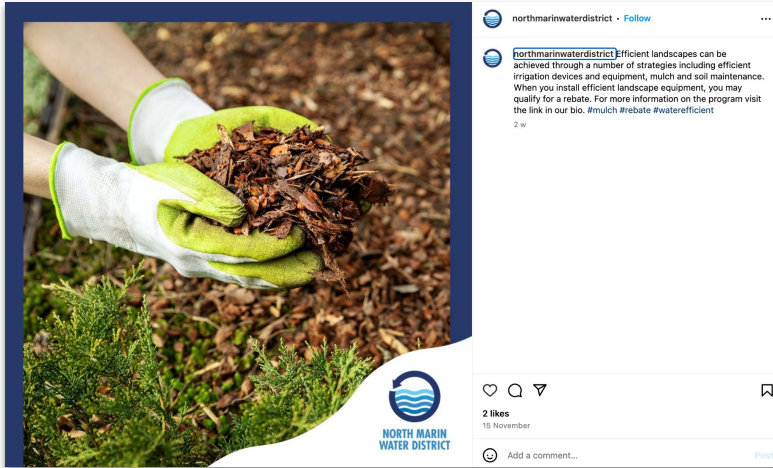 northmarinwaterdistrict • Follow
northmarinwaterdistrict Efficient landscapes can be
achieved through a number of strategies including efficient
irrigation devices and equipment, mulch and soil maintenance.
When you install efficient landscape equipment, you may
qualify for a rebate. For more information on the program visit
the link in our bio. #mulch #rebate #waterefficient
2 w
NORTH MARIN
WATER DISTRICT
2 likes
15 November
Add a comment...
Post